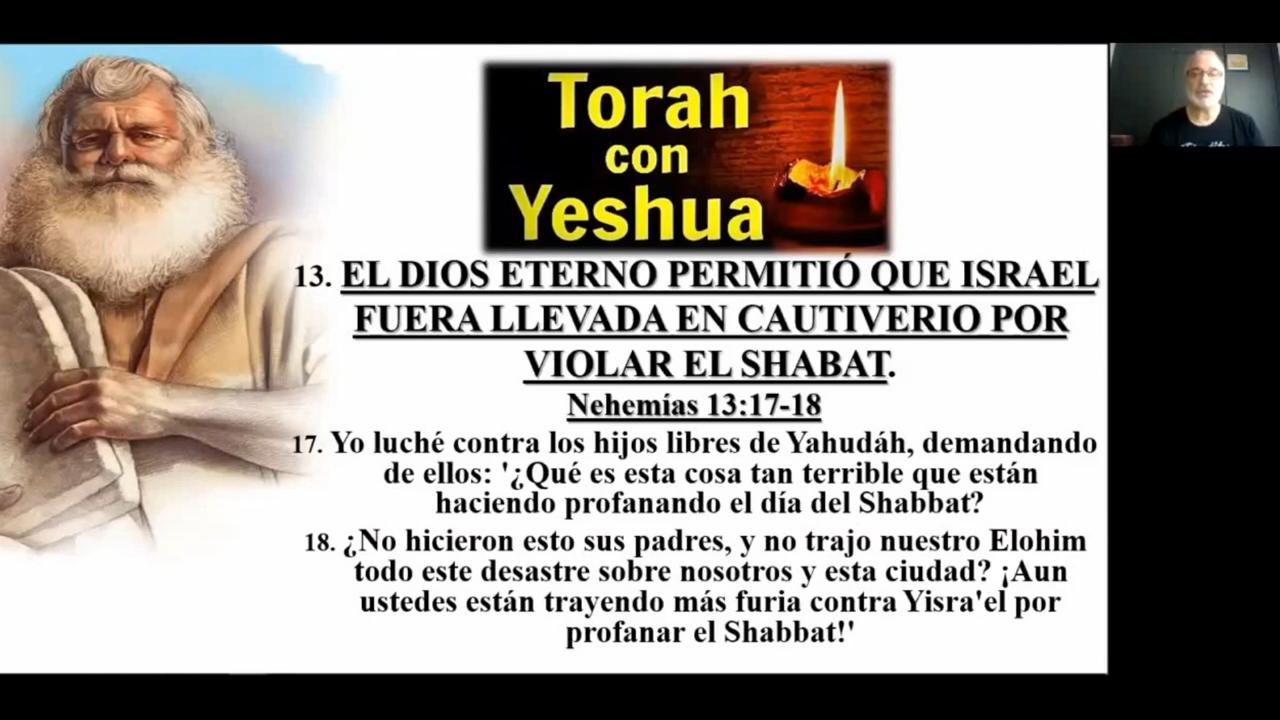 Torah
con
Yeshua
13. EL DIOS ETERNO PERMITIÓ QUE ISRAEL
FUERA LLEVADA EN CAUTIVERIO POR
VIOLAR EL SHABAT.
Nehemías 13:17-18
17. Yo luché contra los hijos libres de Yahudáh, demandando
de ellos: '¿Qué es esta cosa tan terrible que están
haciendo profanando el día del Shabbat?
18. ¿No hicieron esto sus padres, y no trajo nuestro Elohim
todo este desastre sobre nosotros y esta ciudad? ¡Aun
ustedes están trayendo más furia contra Yisra'el por
profanar el Shabbat!'